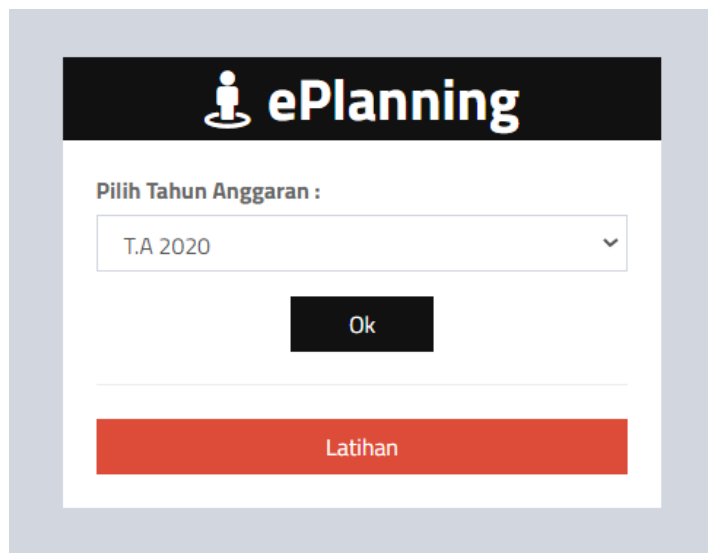 ePlanning
Pilih Tahun Anggaran :
T.A 2020
Ok
Latihan